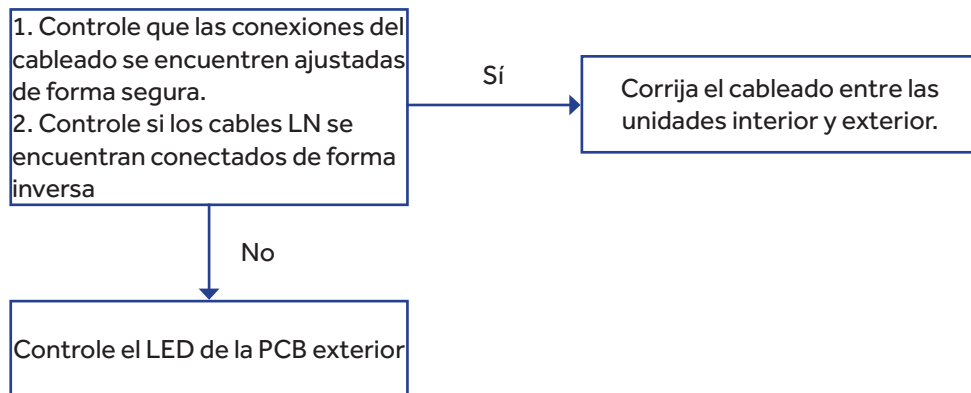 1. Controle que las conexiones del
cableado se encuentren ajustadas
de forma segura.
2. Controle si los cables LN se
encuentran conectados de forma
inversa
Sí
Corrija el cableado entre las
unidades interior y exterior.
No
Controle el LED de la PCB exterior